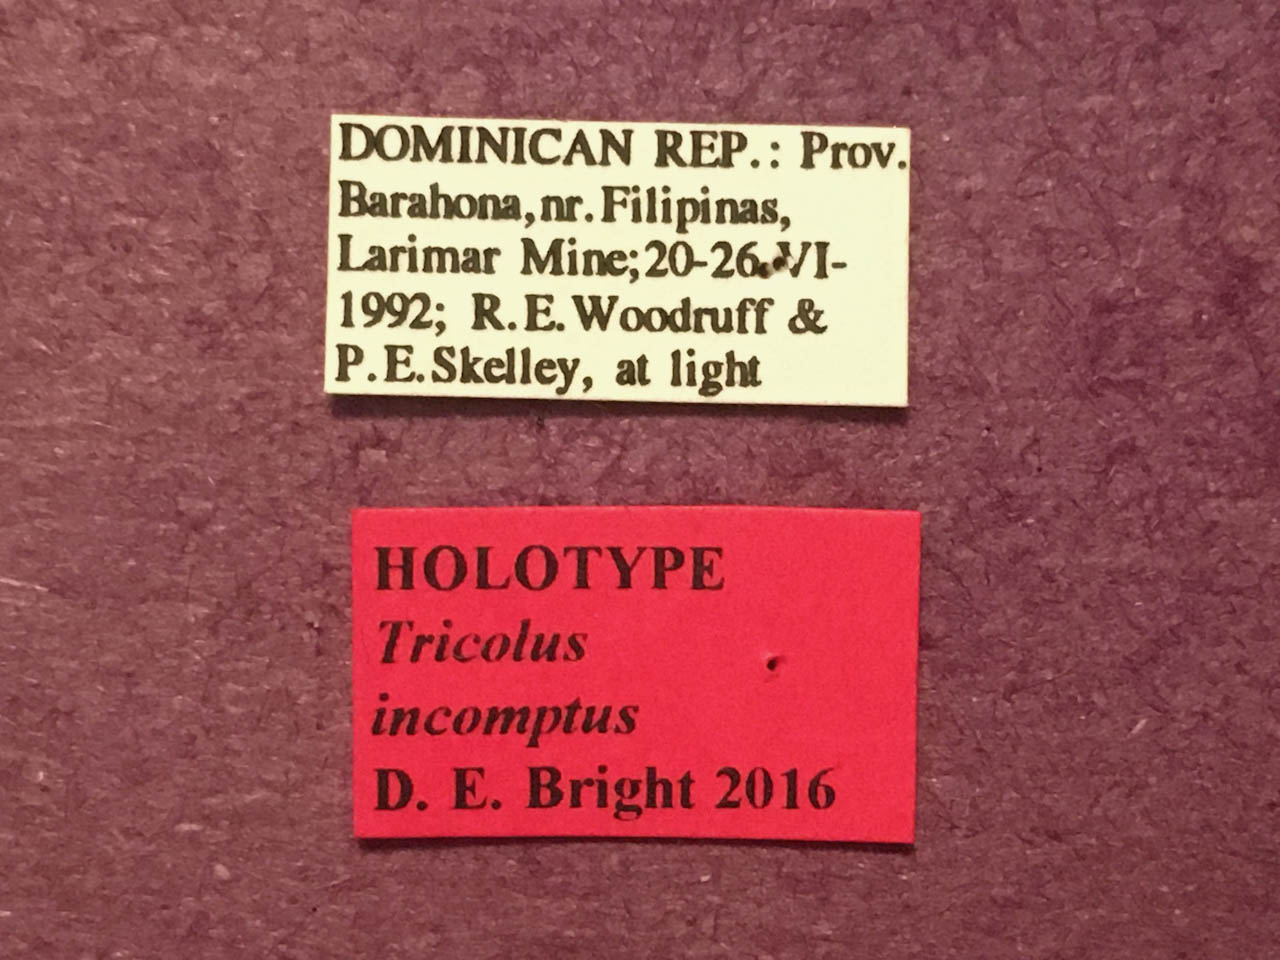 DOMINICAN REP.: Prov.
Barahona, nr. Filipinas,
Larimar Mine; 20-26.VI-
1992; R.E. Woodruff &
P.E. Skelley, at light
HOLOTYPE
Tricolus
incomptus
D. E. Bright 2016